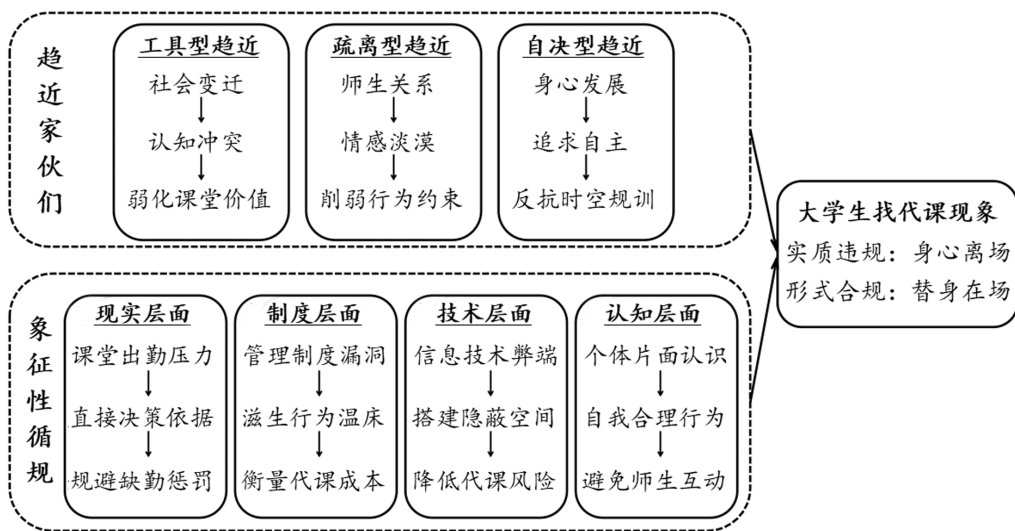 趋近家伙们
工具型趋近
社会变迁
认知冲突
弱化课堂价值
疏离型趋近
师生关系
情感淡漠
削弱行为约束
自决型趋近
身心发展
追求自主
反抗时空规训
象征性循规
现实层面
课堂出勤压力
直接决策依据
规避缺勤惩罚
制度层面
管理制度漏洞
滋生行为温床
衡量代课成本
技术层面
信息技术弊端
搭建隐蔽空间
降低代课风险
认知层面
个体片面认识
自我合理行为
避免师生互动
大学生找代课现象
实质违规：身心离场
形式合规：替身在场